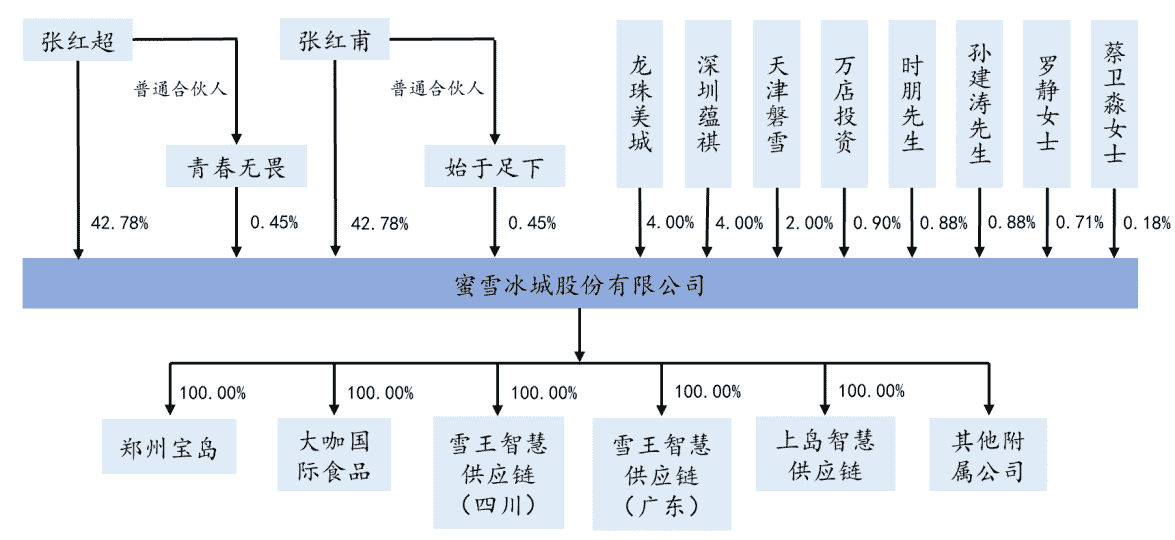 张红超
张红甫
普通合伙人
普通合伙人
青春无畏
始于足下
龙珠美城
深圳蕴祺
天津磐雪
万店投资
时朋先生
孙建涛先生
罗静女士
蔡卫淼女士
42.78%
0.45%
42.78%
0.45%
4.00%
4.00%
2.00%
0.90%
0.88%
0.88%
0.71%
0.18%
蜜雪冰城股份有限公司
100.00%
100.00%
100.00%
100.00%
100.00%
郑州宝岛
大咖国
际食品
雪王智慧
供应链
（四川）
雪王智慧
供应链
（广东）
上岛智慧
供应链
其他附
属公司